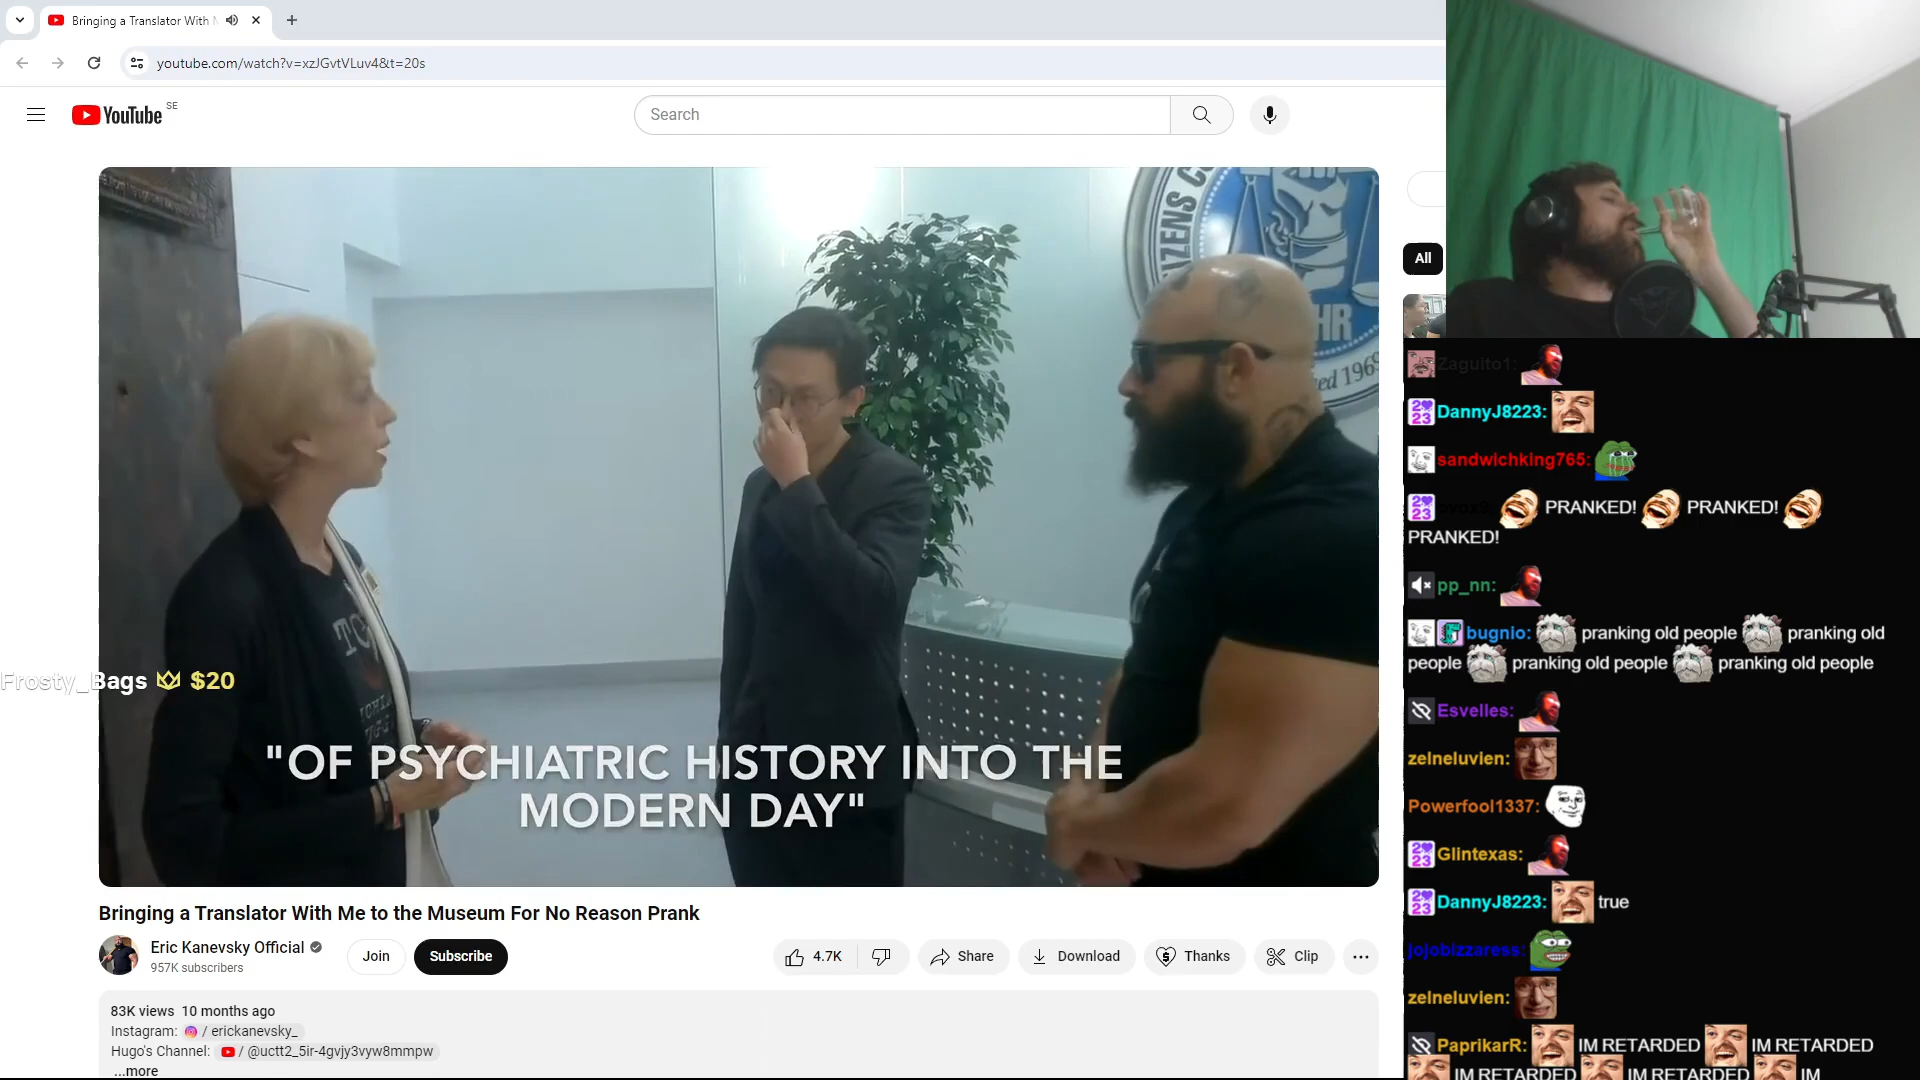 Bringing a Translator With
youtube.com/watch?v=xzJGvtVLuv4&t=20s
YouTube SE
Search
All
CITIZENS C
HR
ed 1969
Frosty_Bags $20
"OF PSYCHIATRIC HISTORY INTO THE
MODERN DAY"
Bringing a Translator With Me to the Museum For No Reason Prank
Eric Kanevsky Official
957K subscribers
Join
Subscribe
4.7K
Share
Download
Thanks
Clip
83K views 10 months ago
Instagram: / erickanevsky_
Hugo's Channel: / @uctt2_5ir-4gvjy3vyw8mmpw
...more
Zaguito1:
DannyJ8223:
sandwichking765:
PRANKED! PRANKED!
PRANKED!
pp_nn:
bugnio: pranking old people pranking old
people pranking old people pranking old people
Esvelles:
zelneluvien:
Powerfool1337:
Glintexas:
DannyJ8223: true
jojobizzaress:
zelneluvien:
PaprikarR: IM RETARDED IM RETARDED
IM RETARDED IM RETARDED IM